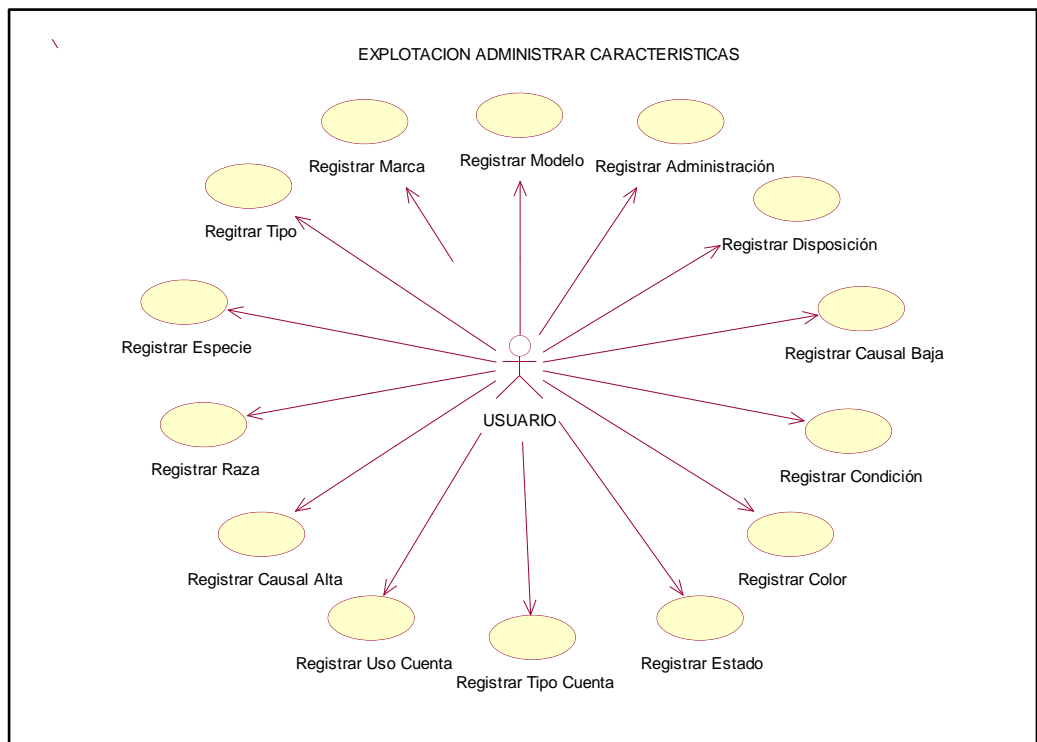 EXPLOTACION ADMINISTRAR CARACTERISTICAS
Registrar Marca
Registrar Modelo
Registrar Administración
Regitrar Tipo
Registrar Disposición
Registrar Especie
Registrar Causal Baja
USUARIO
Registrar Raza
Registrar Condición
Registrar Causal Alta
Registrar Color
Registrar Uso Cuenta
Registrar Tipo Cuenta
Registrar Estado